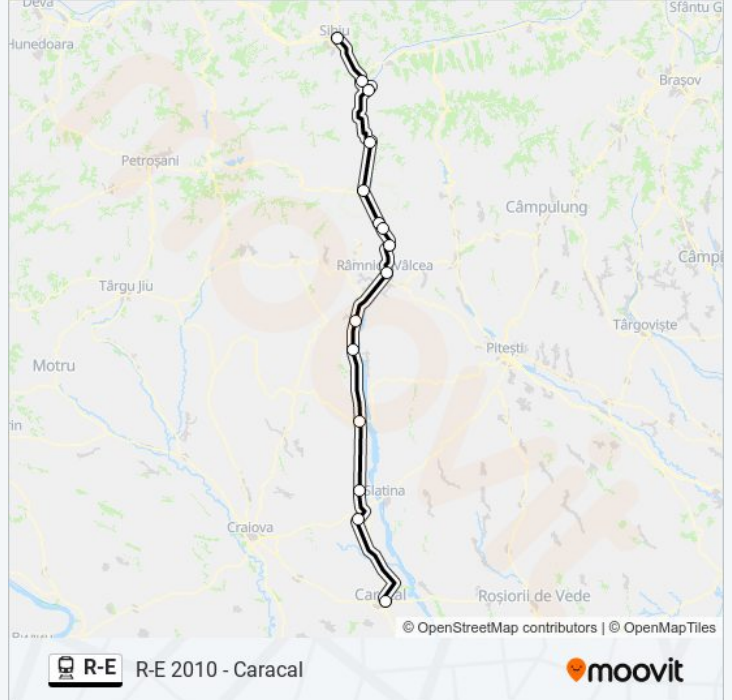 Deva
Sfântu G
Sibiu
Hunedoara
Brașov
Petroșani
Câmpulung
Râmnicu Vâlcea
Câmpi
Târgu Jiu
Târgoviște
Pitești
Motru
Slatina
Craiova
Caracal
Roșiorii de Vede
© OpenStreetMap contributors | © OpenMapTiles
R-E R-E 2010 - Caracal
moovit